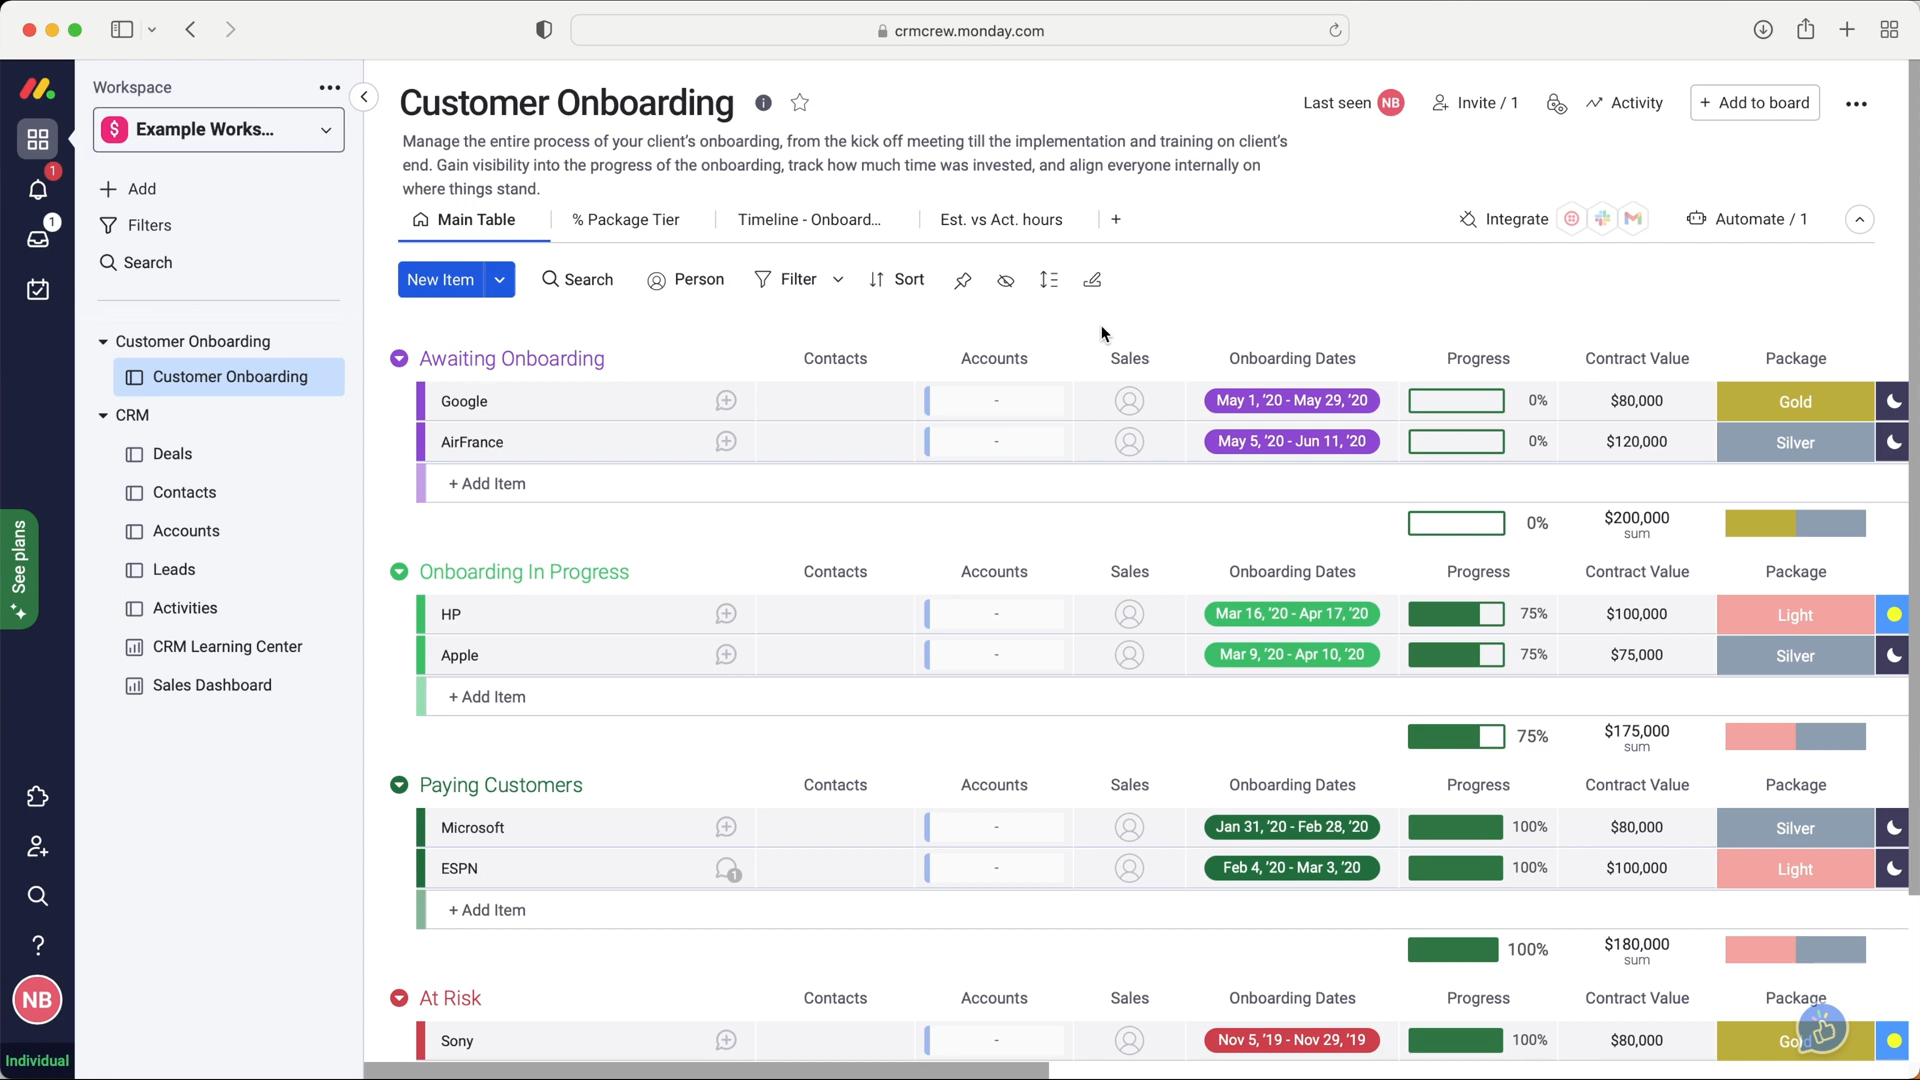 crmcrew.monday.com
Workspace
$ Example Works...
Add
Filters
Search
Customer Onboarding
Customer Onboarding
CRM
Deals
Contacts
Accounts
Leads
Activities
CRM Learning Center
Sales Dashboard
1
1
See plans
?
NB
Individual
Customer Onboarding
Last seen NB
Invite / 1
Activity
+ Add to board
Manage the entire process of your client's onboarding, from the kick off meeting till the implementation and training on client's
end. Gain visibility into the progress of the onboarding, track how much time was invested, and align everyone internally on
where things stand.
Main Table
% Package Tier
Timeline - Onboard...
Est. vs Act. hours
+
Integrate
Automate / 1
New Item
Search
Person
Filter
Sort
Awaiting Onboarding Contacts Accounts Sales Onboarding Dates Progress Contract Value Package
Google - May 1, '20 - May 29, '20 0% $80,000 Gold
AirFrance - May 5, '20 - Jun 11, '20 0% $120,000 Silver
+ Add Item
0% $200,000
sum
Onboarding In Progress Contacts Accounts Sales Onboarding Dates Progress Contract Value Package
HP - Mar 16, '20 - Apr 17, '20 75% $100,000 Light
Apple - Mar 9, '20 - Apr 10, '20 75% $75,000 Silver
+ Add Item
75% $175,000
sum
Paying Customers Contacts Accounts Sales Onboarding Dates Progress Contract Value Package
Microsoft - Jan 31, '20 - Feb 28, '20 100% $80,000 Silver
ESPN 1 - Feb 4, '20 - Mar 3, '20 100% $100,000 Light
+ Add Item
100% $180,000
sum
At Risk Contacts Accounts Sales Onboarding Dates Progress Contract Value Package
Sony - Nov 5, '19 - Nov 29, '19 100% $80,000 Gold